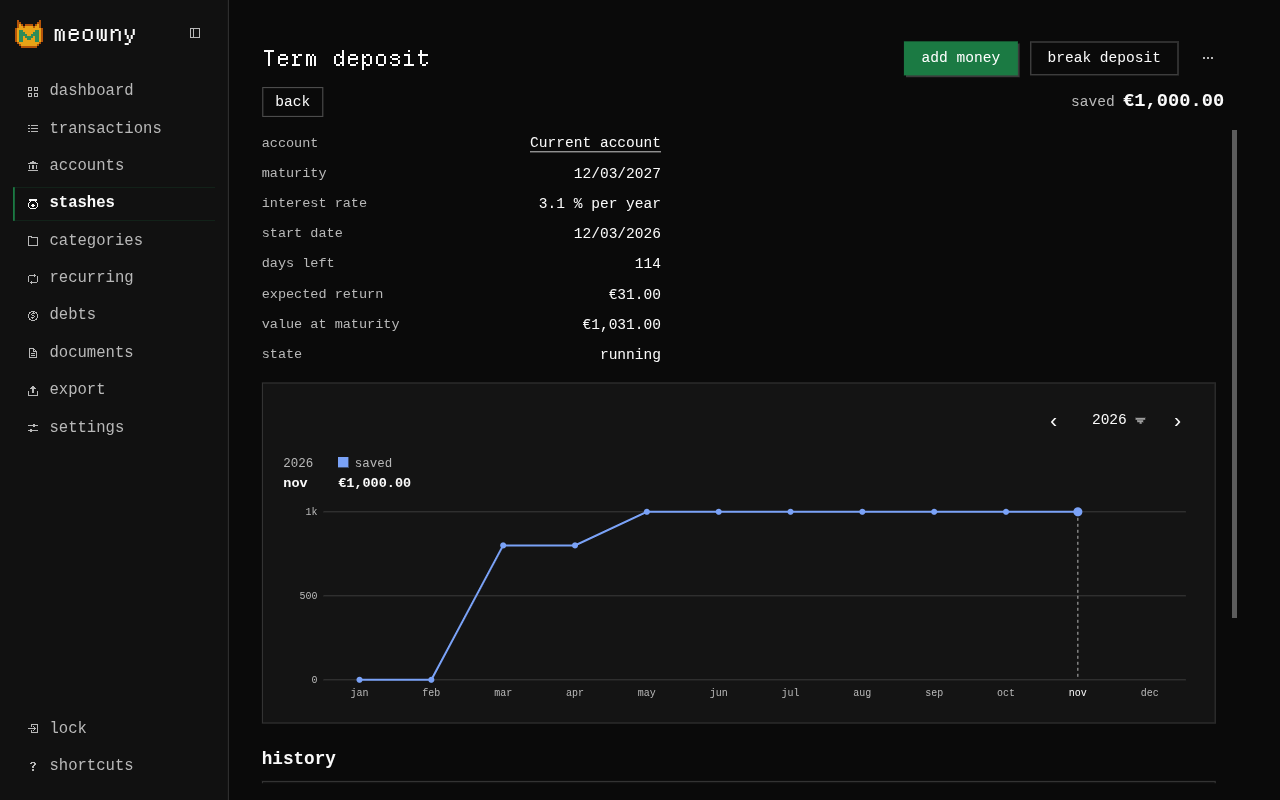 meowny
dashboard
transactions
accounts
stashes
categories
recurring
debts
documents
export
settings
lock
? shortcuts
Term deposit
add money
break deposit
...
back
saved €1,000.00
account Current account
maturity 12/03/2027
interest rate 3.1 % per year
start date 12/03/2026
days left 114
expected return €31.00
value at maturity €1,031.00
state running
‹ 2026 ›
2026 saved
nov €1,000.00
1k
500
0
jan feb mar apr may jun jul aug sep oct nov dec
history